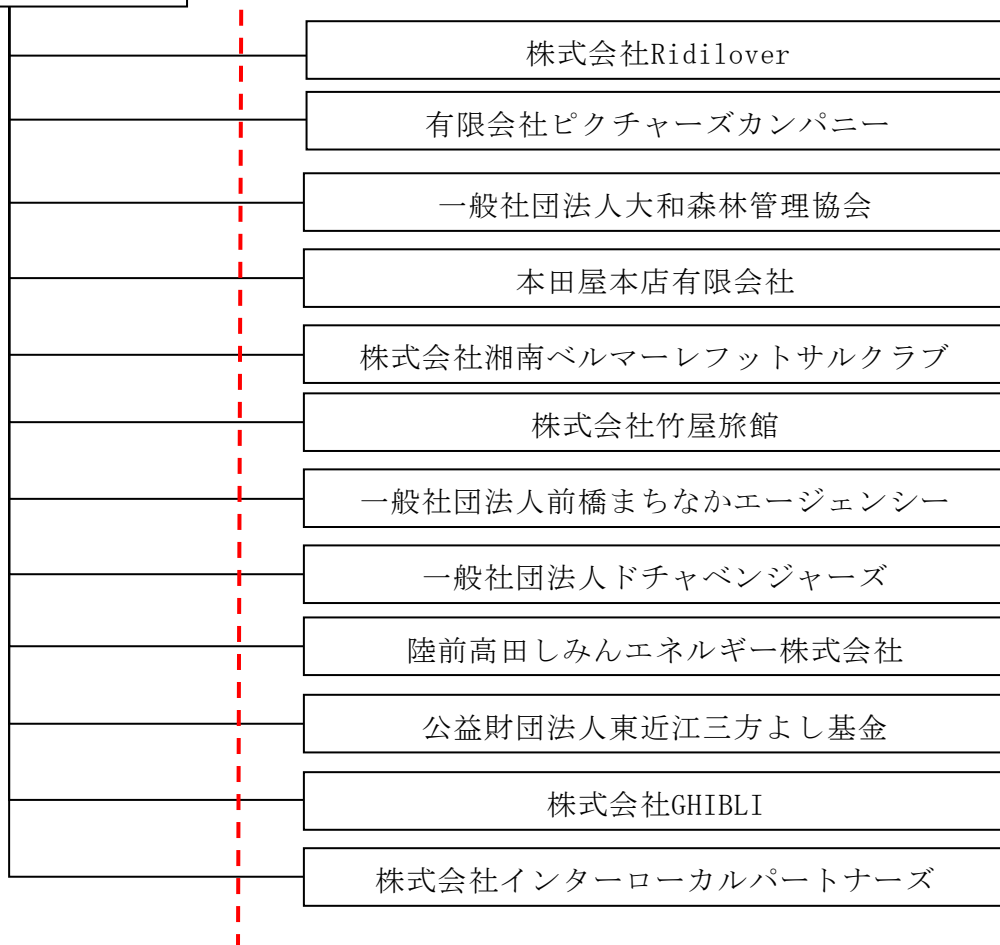 株式会社Ridilover
有限会社ピクチャーズカンパニー
一般社団法人大和森林管理協会
本田屋本店有限会社
株式会社湘南ベルマーレフットサルクラブ
株式会社竹屋旅館
一般社団法人前橋まちなかエージェンシー
一般社団法人ドチャベンジャーズ
陸前高田しみんエネルギー株式会社
公益財団法人東近江三方よし基金
株式会社GHIBLI
株式会社インターローカルパートナーズ